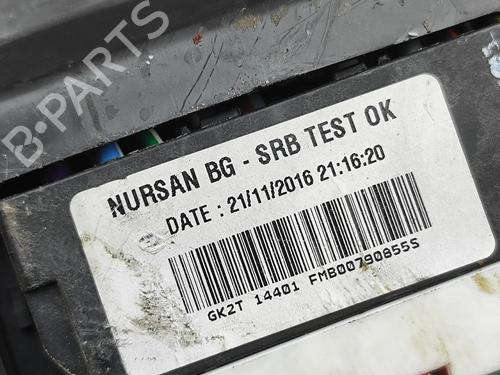 B-PARTS
NURSAN BG - SRB TEST OK
DATE : 21/11/2016 21:16:20
GK2T 14401 FMB00790855S